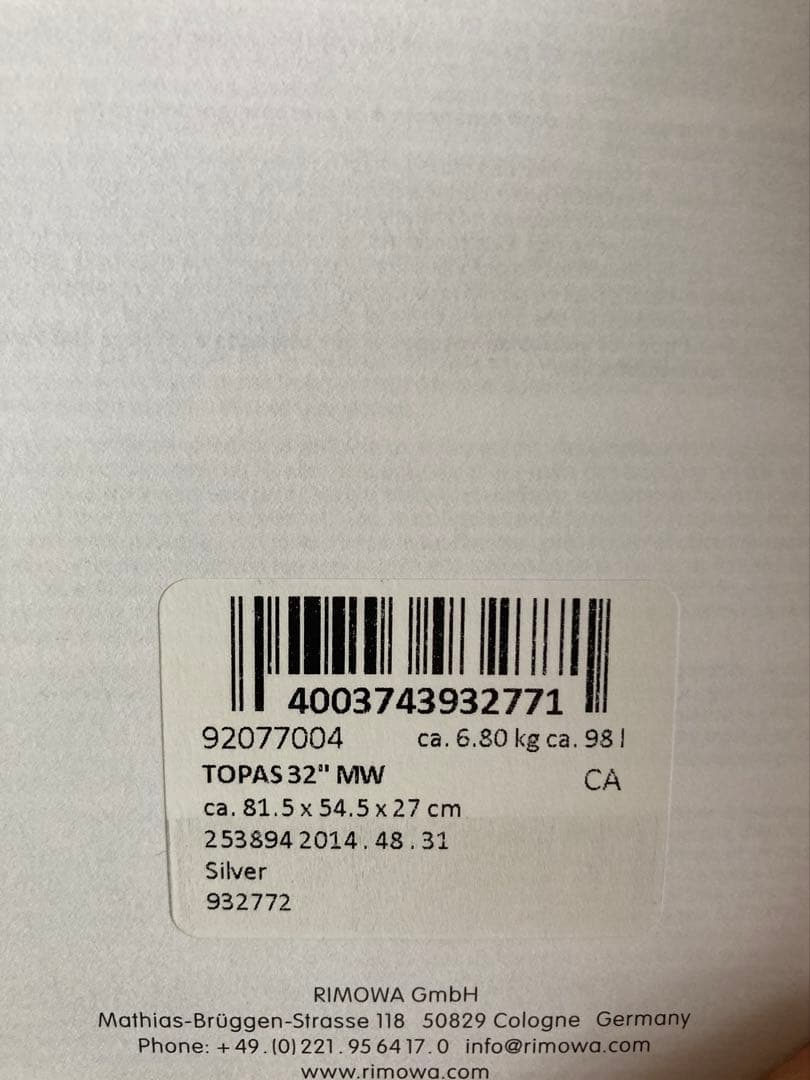 4003743932771
92077004 ca. 6.80 kg ca. 98 l
TOPAS 32" MW CA
ca. 81.5 x 54.5 x 27 cm
253894 2014 . 48 . 31
Silver
932772
RIMOWA GmbH
Mathias-Brüggen-Strasse 118 50829 Cologne Germany
Phone: +49.(0)221.95 64 17.0 info@rimowa.com
www.rimowa.com